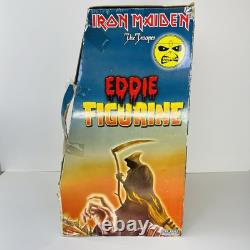 IRON MAIDEN
The Trooper
EDDIE
FIGURINE